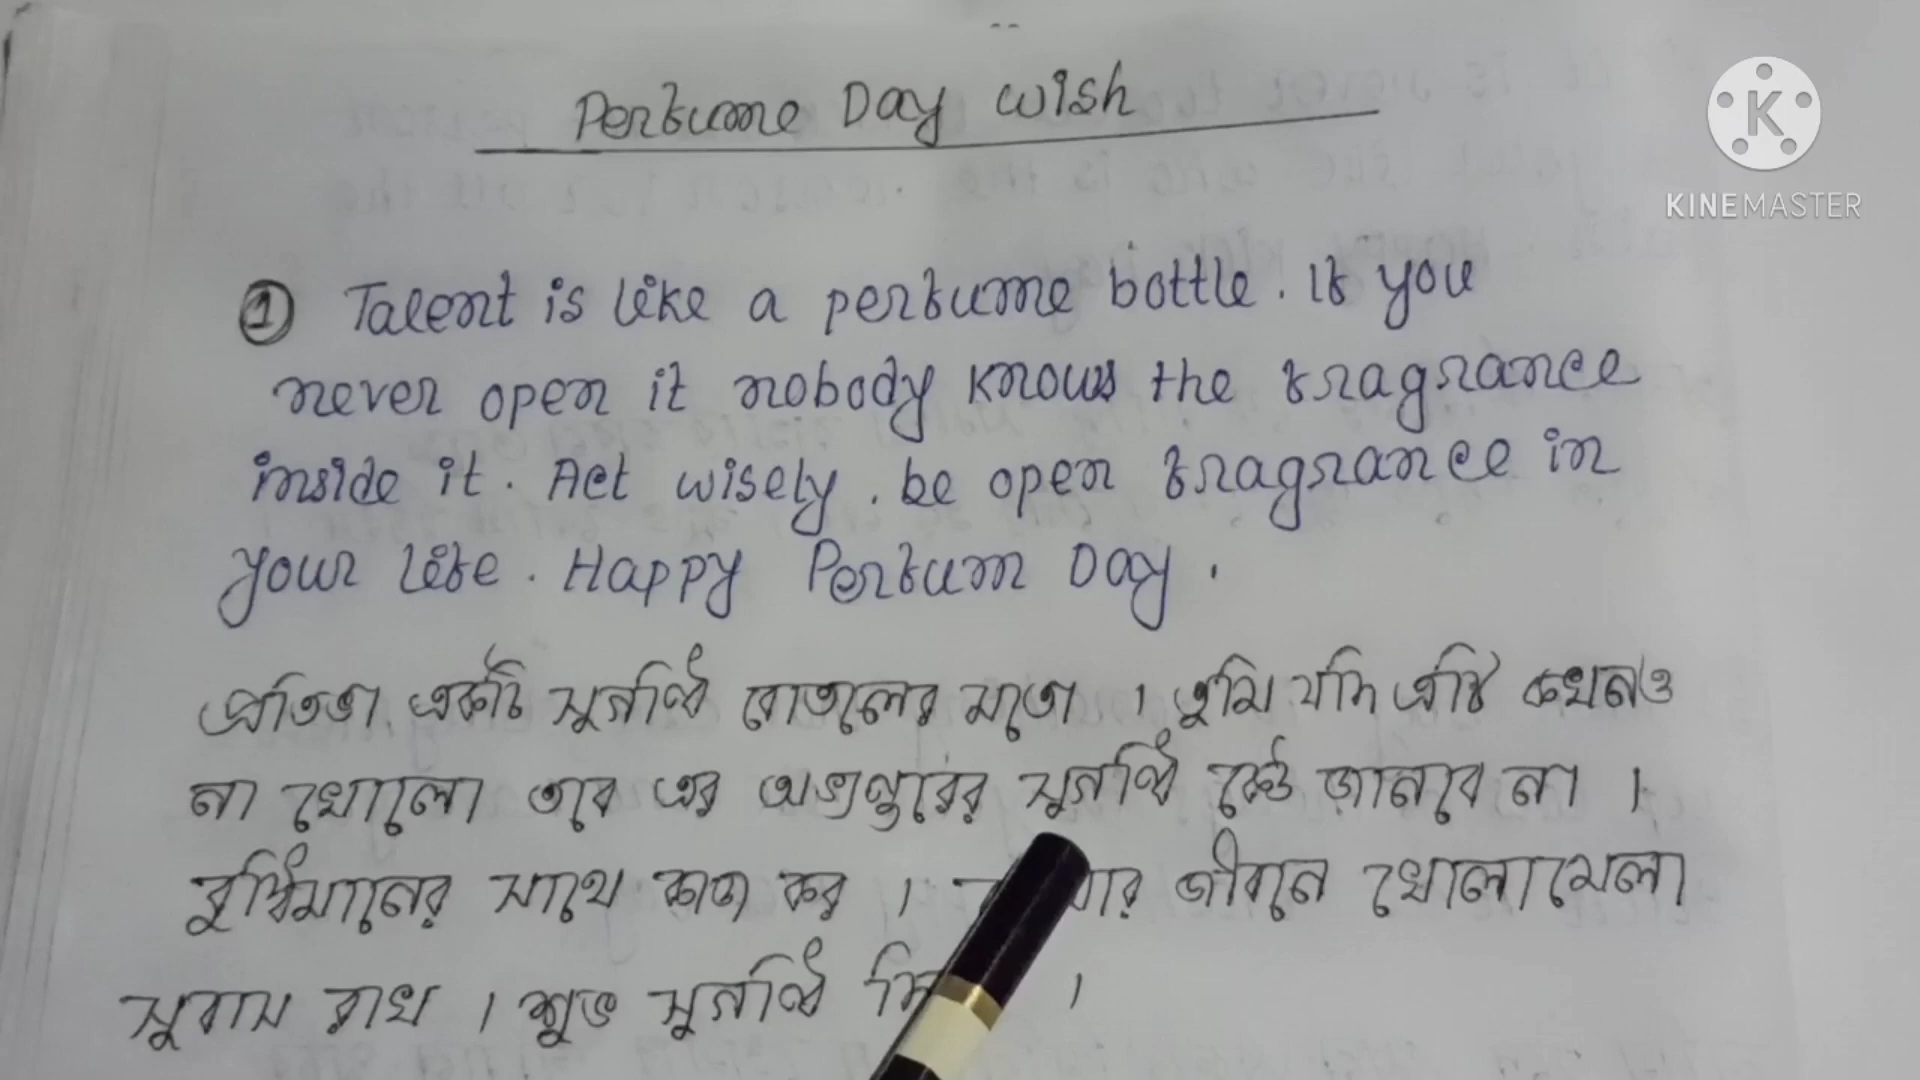 Perfume Day wish
K
KINEMASTER
① Talent is like a perfume bottle. If you
never open it nobody knows the fragrance
inside it. Act wisely. be open fragrance in
your life. Happy Perfum Day.
প্রতিভা একটি সুগন্ধি বোতলের মতো । তুমি যদি এটি কখনও
না খোলো তবে এর অভ্যন্তরের সুগন্ধি কেউ জানবে না ।
বুদ্ধিমানের সাথে কাজ কর । জীবনে খোলামেলা
সুবাস রাখ । শুভ সুগন্ধি ।